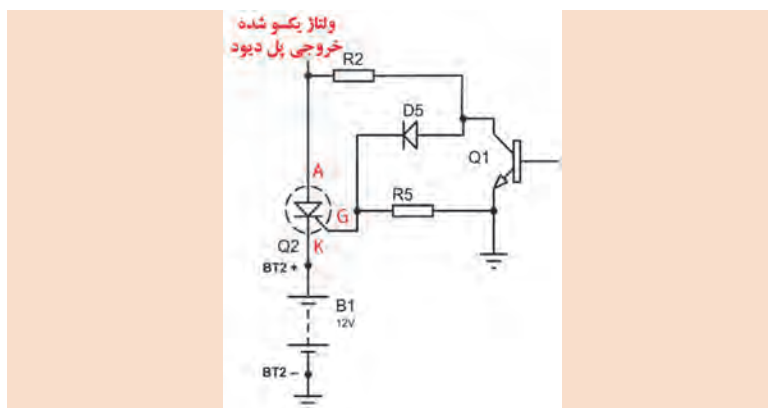 ولتاژ یکسو شده
خروجی پل دیود
R2
D5
Q1
A
G
R5
Q2
K
BT2 +
B1
12V
BT2 –